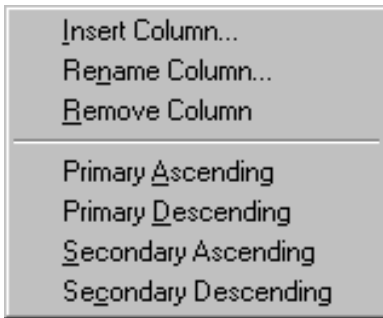 Insert Column...
Rename Column...
Remove Column
Primary Ascending
Primary Descending
Secondary Ascending
Secondary Descending